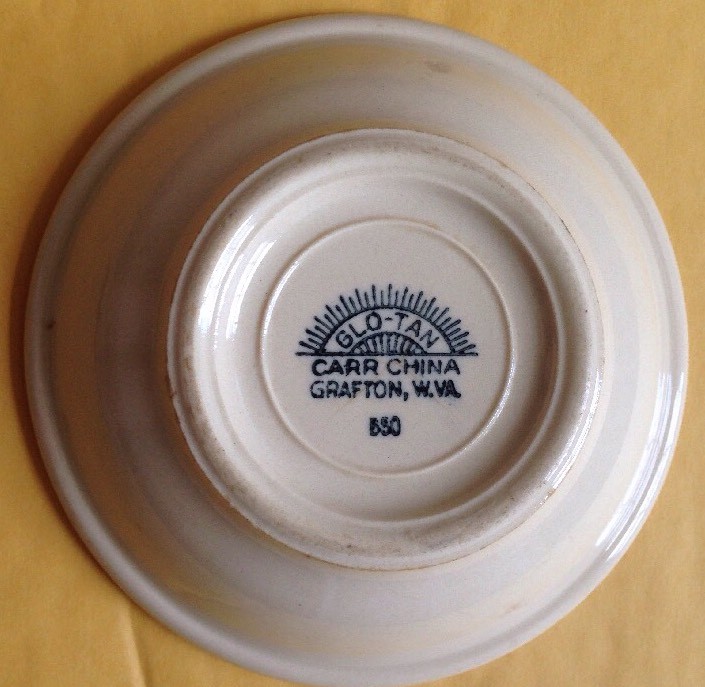 GLO-TAN
CARR CHINA
GRAFTON, W.VA.
550